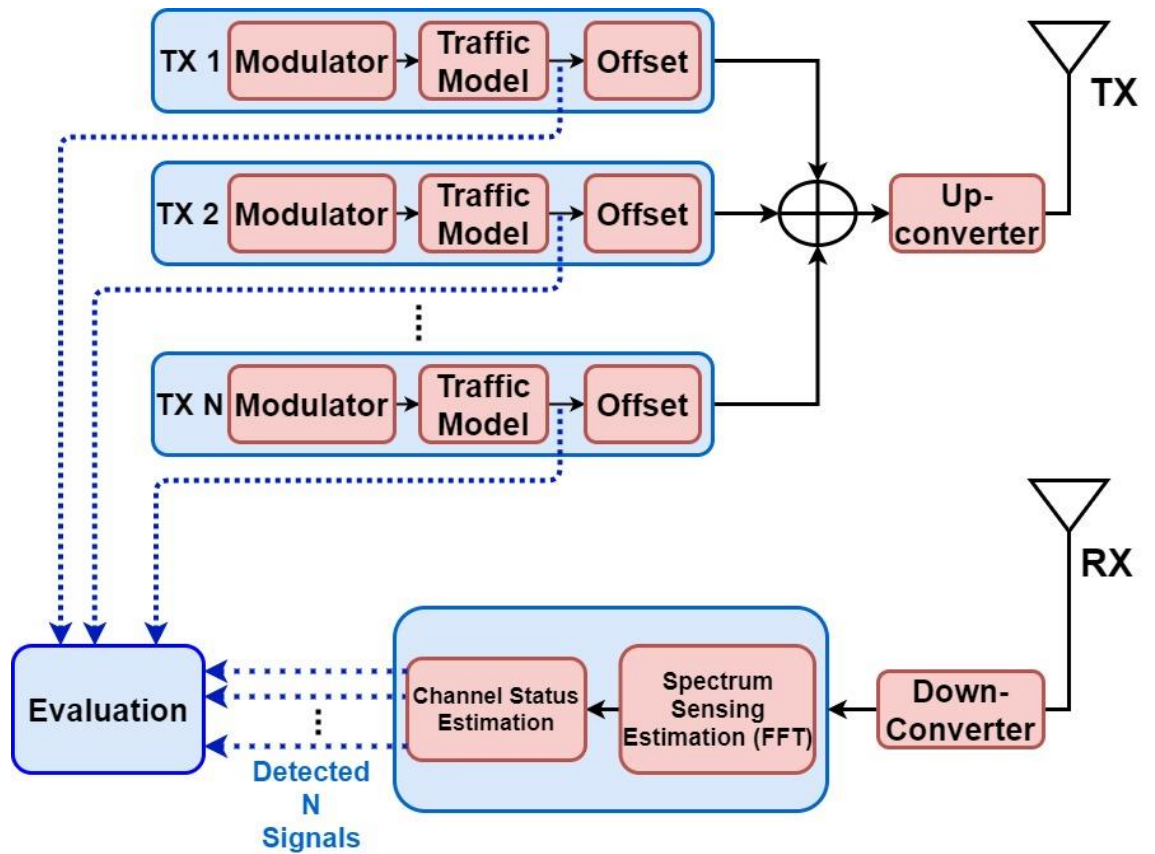 TX 1
Modulator
Traffic
Model
Offset
TX
TX 2
Modulator
Traffic
Model
Offset
Up-
converter
TX N
Modulator
Traffic
Model
Offset
RX
Evaluation
Channel Status
Estimation
Spectrum
Sensing
Estimation (FFT)
Down-
Converter
Detected
N
Signals